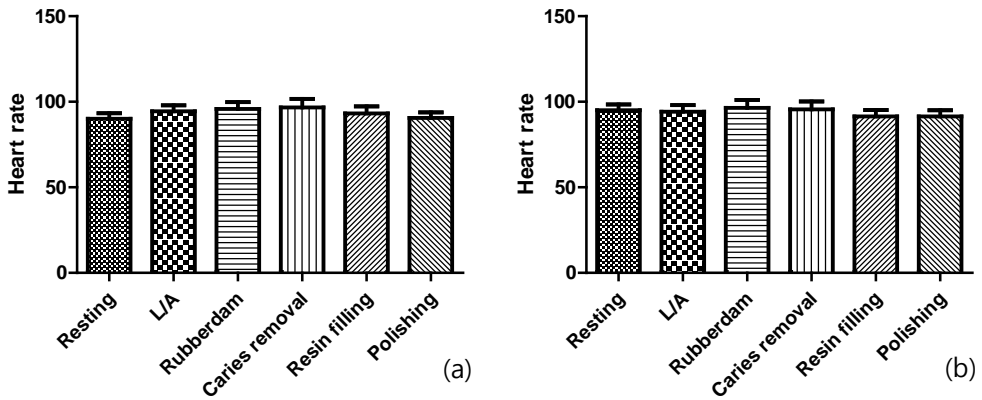 150
100
50
0
Heart rate
Resting
L/A
Rubberdam
Caries removal
Resin filling
Polishing
(a)
150
100
50
0
Heart rate
Resting
L/A
Rubberdam
Caries removal
Resin filling
Polishing
(b)